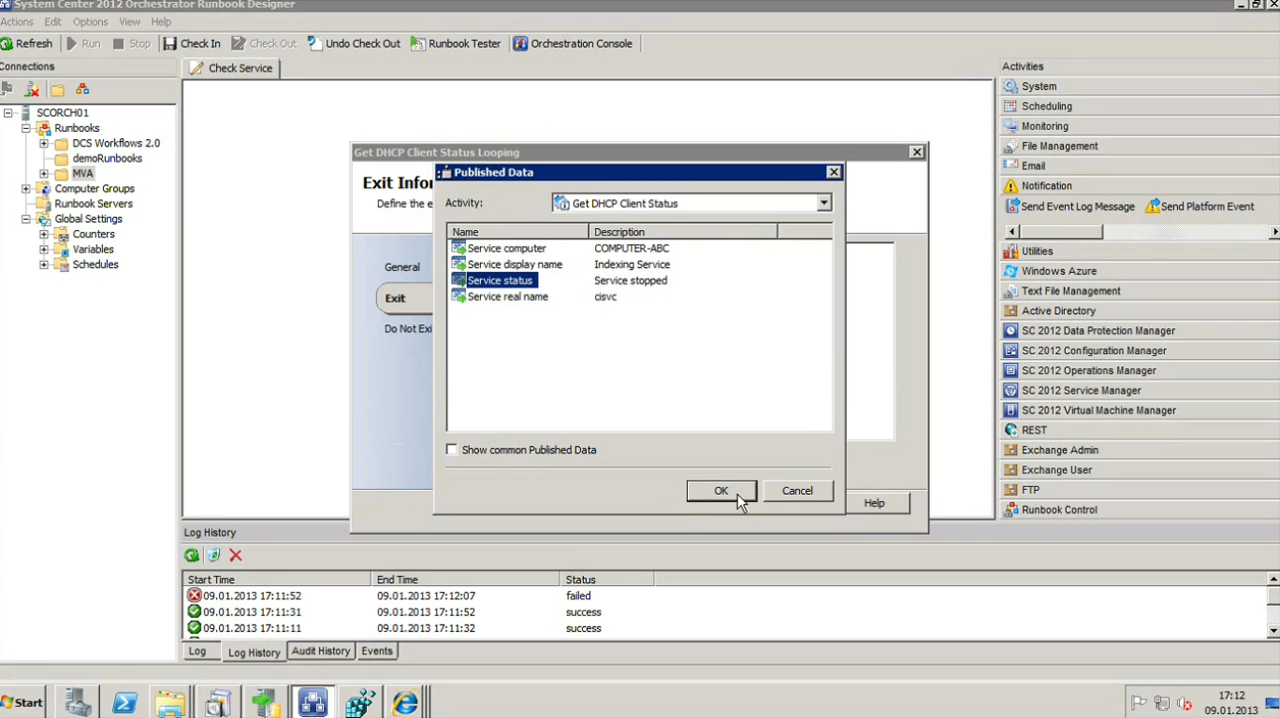 System Center 2012 Orchestrator Runbook Designer
Actions Edit Options View Help
Refresh Run Stop Check In Check Out Undo Check Out Runbook Tester Orchestration Console
Connections
SCORCH01
Runbooks
DCS Workflows 2.0
demoRunbooks
MVA
Computer Groups
Runbook Servers
Global Settings
Counters
Variables
Schedules
Check Service
Get DHCP Client Status Looping
Exit Infor
Define the e
General
Exit
Do Not Exi
Help
Published Data
Activity: Get DHCP Client Status
Name Description
Service computer COMPUTER-ABC
Service display name Indexing Service
Service status Service stopped
Service real name cisvc
Show common Published Data
OK Cancel
Activities
System
Scheduling
Monitoring
File Management
Email
Notification
Send Event Log Message Send Platform Event
Utilities
Windows Azure
Text File Management
Active Directory
SC 2012 Data Protection Manager
SC 2012 Configuration Manager
SC 2012 Operations Manager
SC 2012 Service Manager
SC 2012 Virtual Machine Manager
REST
Exchange Admin
Exchange User
FTP
Runbook Control
Log History
Start Time End Time Status
09.01.2013 17:11:52 09.01.2013 17:12:07 failed
09.01.2013 17:11:31 09.01.2013 17:11:52 success
09.01.2013 17:11:11 09.01.2013 17:11:32 success
Log Log History Audit History Events
Start
17:12
09.01.2013